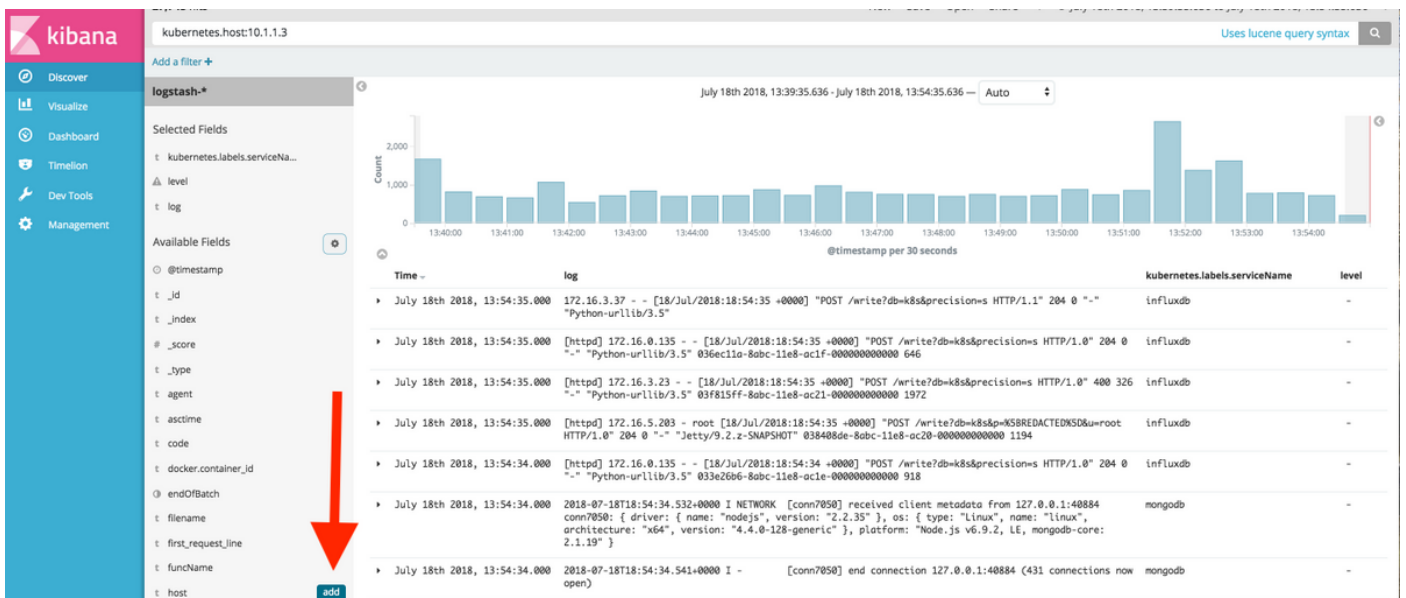 kibana
kubernetes.host:10.1.1.3
Uses lucene query syntax
Add a filter +
Discover
Visualize
Dashboard
Timelion
Dev Tools
Management
logstash-*
Selected Fields
t kubernetes.labels.serviceNa...
level
t log
Available Fields
@timestamp
t _id
t _index
# _score
t _type
t agent
t asctime
t code
t docker.container_id
endOfBatch
t filename
t first_request_line
t funcName
t host add
July 18th 2018, 13:39:35.636 - July 18th 2018, 13:54:35.636 — Auto
Count
2,000
1,000
0
13:40:00 13:41:00 13:42:00 13:43:00 13:44:00 13:45:00 13:46:00 13:47:00 13:48:00 13:49:00 13:50:00 13:51:00 13:52:00 13:53:00 13:54:00
@timestamp per 30 seconds
Time log kubernetes.labels.serviceName level
July 18th 2018, 13:54:35.000 172.16.3.37 - - [18/Jul/2018:18:54:35 +0000] "POST /write?db=k8s&precision=s HTTP/1.1" 204 0 "-" influxdb -
"Python-urllib/3.5"
July 18th 2018, 13:54:35.000 [httpd] 172.16.0.135 - - [18/Jul/2018:18:54:35 +0000] "POST /write?db=k8s&precision=s HTTP/1.0" 204 0 influxdb -
"-" "Python-urllib/3.5" 036ec11a-8abc-11e8-ac1f-000000000000 646
July 18th 2018, 13:54:35.000 [httpd] 172.16.3.23 - - [18/Jul/2018:18:54:35 +0000] "POST /write?db=k8s&precision=s HTTP/1.0" 400 326 influxdb -
"-" "Python-urllib/3.5" 03f815ff-8abc-11e8-ac21-000000000000 1972
July 18th 2018, 13:54:35.000 [httpd] 172.16.5.203 - root [18/Jul/2018:18:54:35 +0000] "POST /write?db=k8s&p=%5BREDACTED%5D&u=root influxdb -
HTTP/1.0" 204 0 "-" "Jetty/9.2.z-SNAPSHOT" 038408de-8abc-11e8-ac20-000000000000 1194
July 18th 2018, 13:54:34.000 [httpd] 172.16.0.135 - - [18/Jul/2018:18:54:34 +0000] "POST /write?db=k8s&precision=s HTTP/1.0" 204 0 influxdb -
"-" "Python-urllib/3.5" 033e26b6-8abc-11e8-ac1e-000000000000 918
July 18th 2018, 13:54:34.000 2018-07-18T18:54:34.532+0000 I NETWORK [conn7050] received client metadata from 127.0.0.1:40884 mongodb -
conn7050: { driver: { name: "nodejs", version: "2.2.35" }, os: { type: "Linux", name: "linux",
architecture: "x64", version: "4.4.0-128-generic" }, platform: "Node.js v6.9.2, LE, mongodb-core:
2.1.19" }
July 18th 2018, 13:54:34.000 2018-07-18T18:54:34.541+0000 I - [conn7050] end connection 127.0.0.1:40884 (431 connections now mongodb -
open)